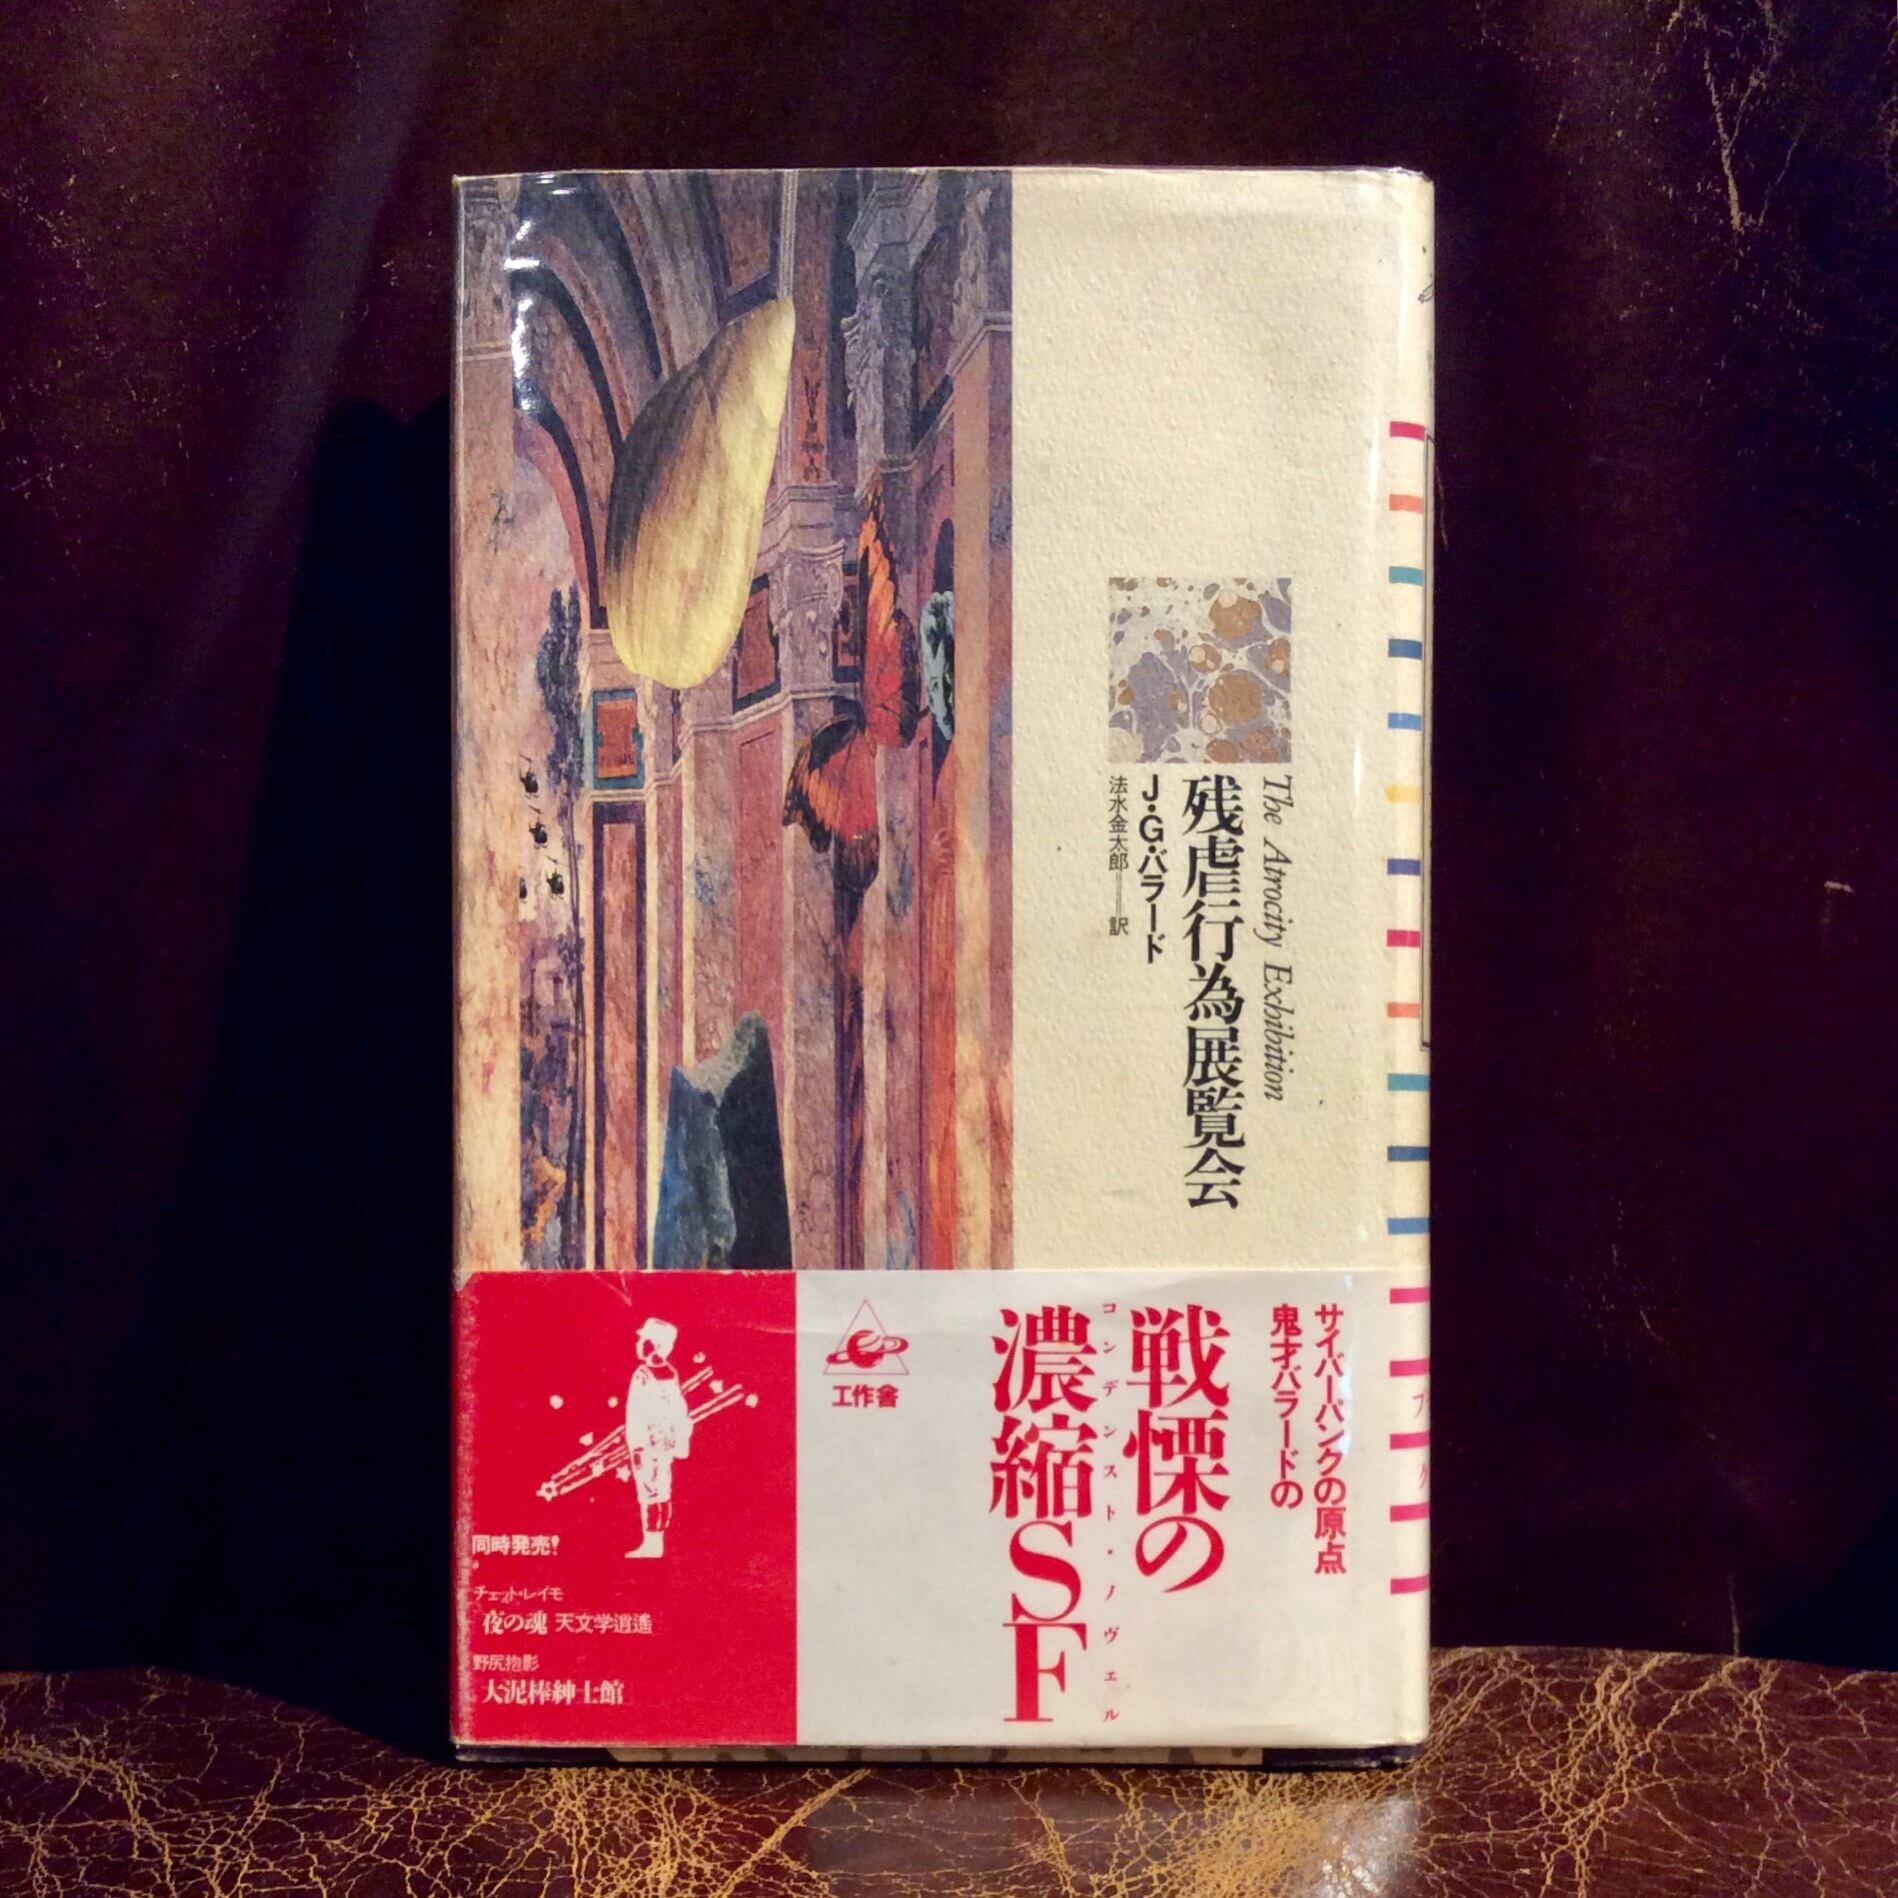 The Atrocity Exhibition
残虐行為展覧会
J・G・バラード
法水金太郎＝訳
サイバーパンクの原点
鬼才バラードの
戦慄の
コンデンスト・ノヴェル
濃縮SF
工作舎
同時発売!
チェット・レイモ
夜の魂 天文学逍遙
野尻抱影
大泥棒紳士館